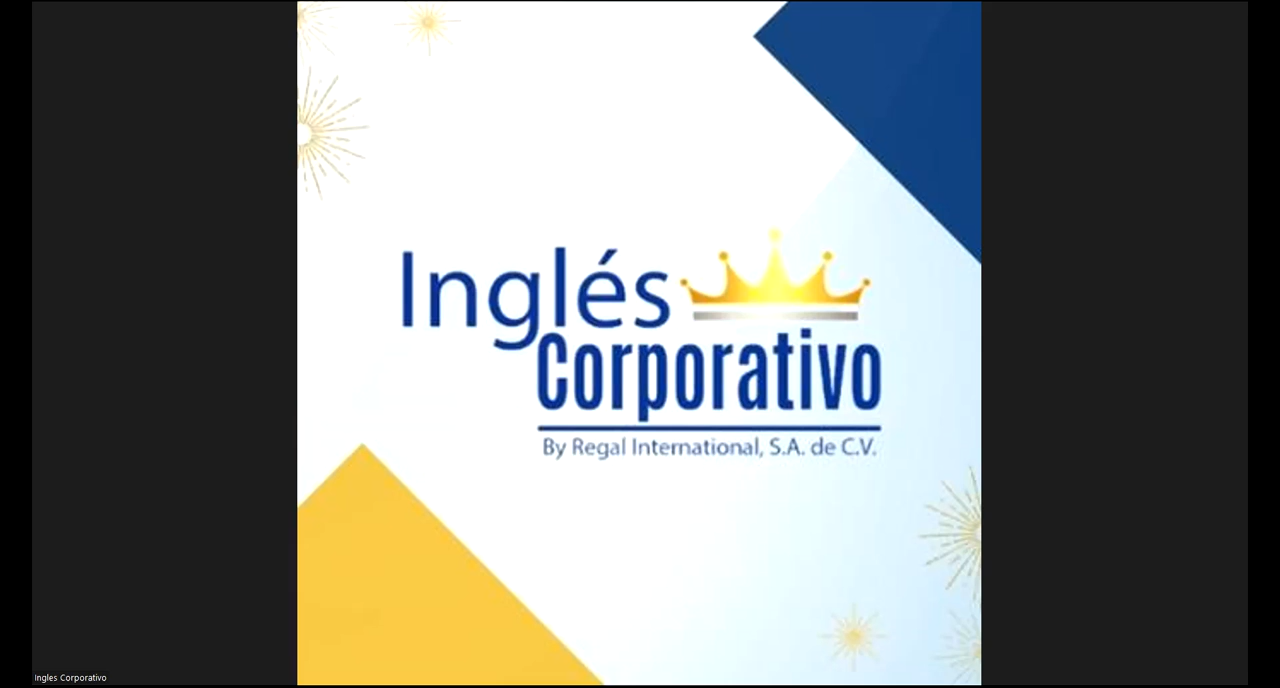 Inglés
Corporativo
By Regal International, S.A. de C.V.
Ingles Corporativo